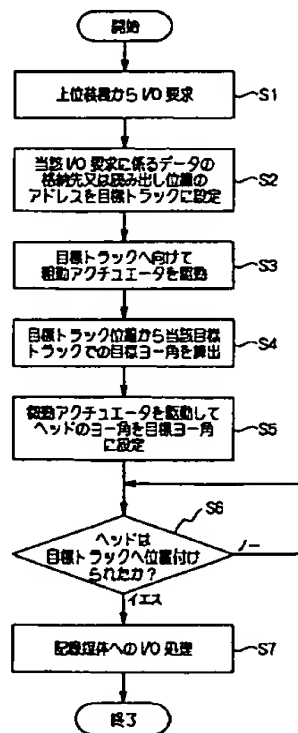 開始
上位装置から I/O 要求
S1
当該 I/O 要求に係るデータの
格納先又は読み出し位置の
アドレスを目標トラックに設定
S2
目標トラックへ向けて
粗動アクチュエータを駆動
S3
目標トラック位置から当該目標
トラックでの目標ヨー角を算出
S4
微動アクチュエータを駆動して
ヘッドのヨー角を目標ヨー角
に設定
S5
S6
ヘッドは
目標トラックへ位置付け
られたか?
ノー
イエス
記録媒体への I/O 処理
S7
終了